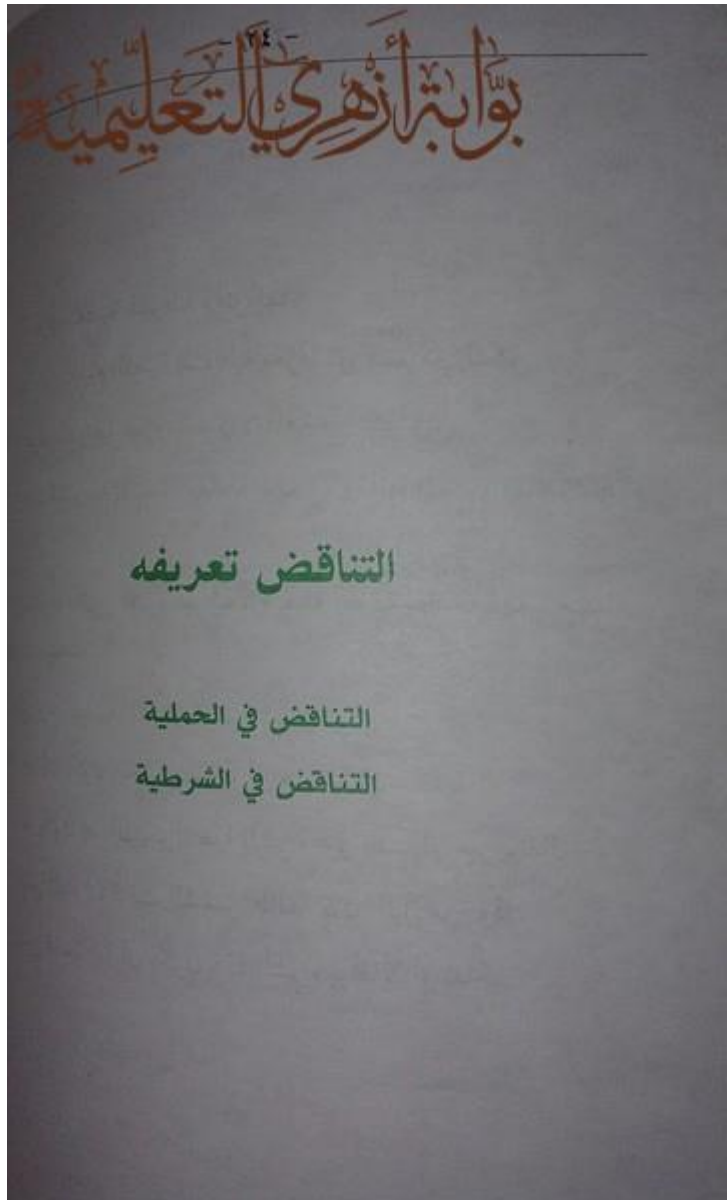 - ٢٤ -
بوابة أزهري التعليمية
التناقض تعريفه
التناقض في الحملية
التناقض في الشرطية